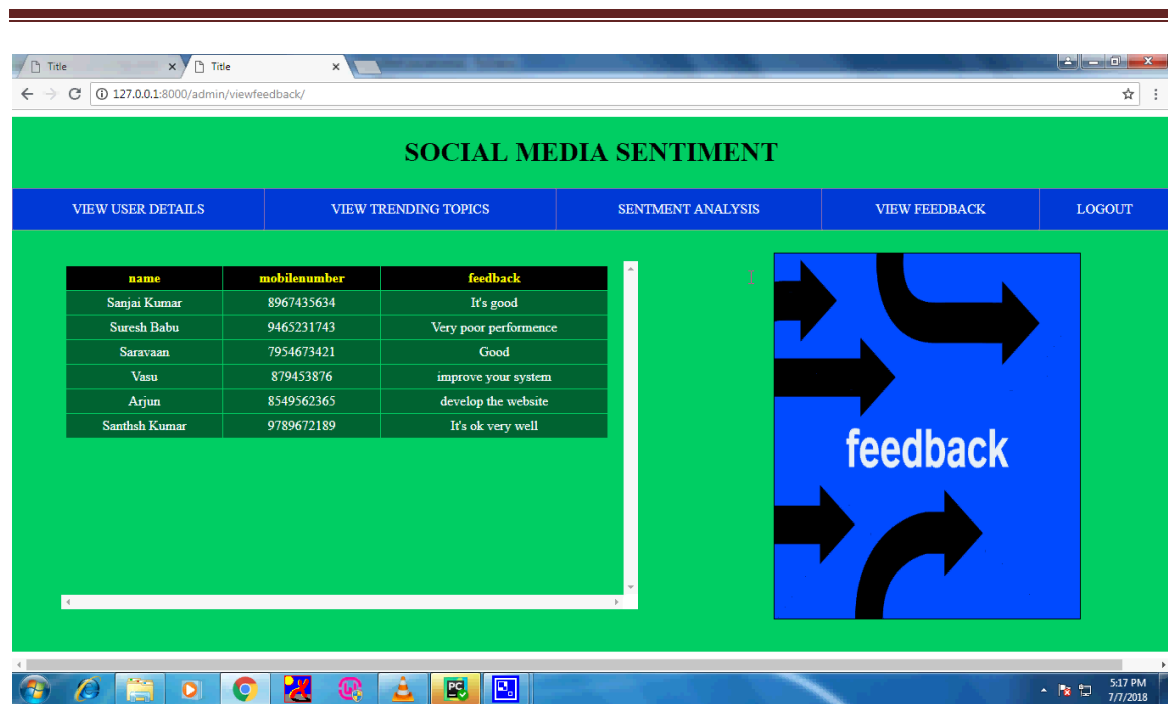 Title
Title
127.0.0.1:8000/admin/viewfeedback/
SOCIAL MEDIA SENTIMENT
VIEW USER DETAILS VIEW TRENDING TOPICS SENTMENT ANALYSIS VIEW FEEDBACK LOGOUT
name mobilenumber feedback
Sanjai Kumar 8967435634 It's good
Suresh Babu 9465231743 Very poor performence
Saravaan 7954673421 Good
Vasu 879453876 improve your system
Arjun 8549562365 develop the website
Santhsh Kumar 9789672189 It's ok very well
feedback
PC
5:17 PM
7/7/2018